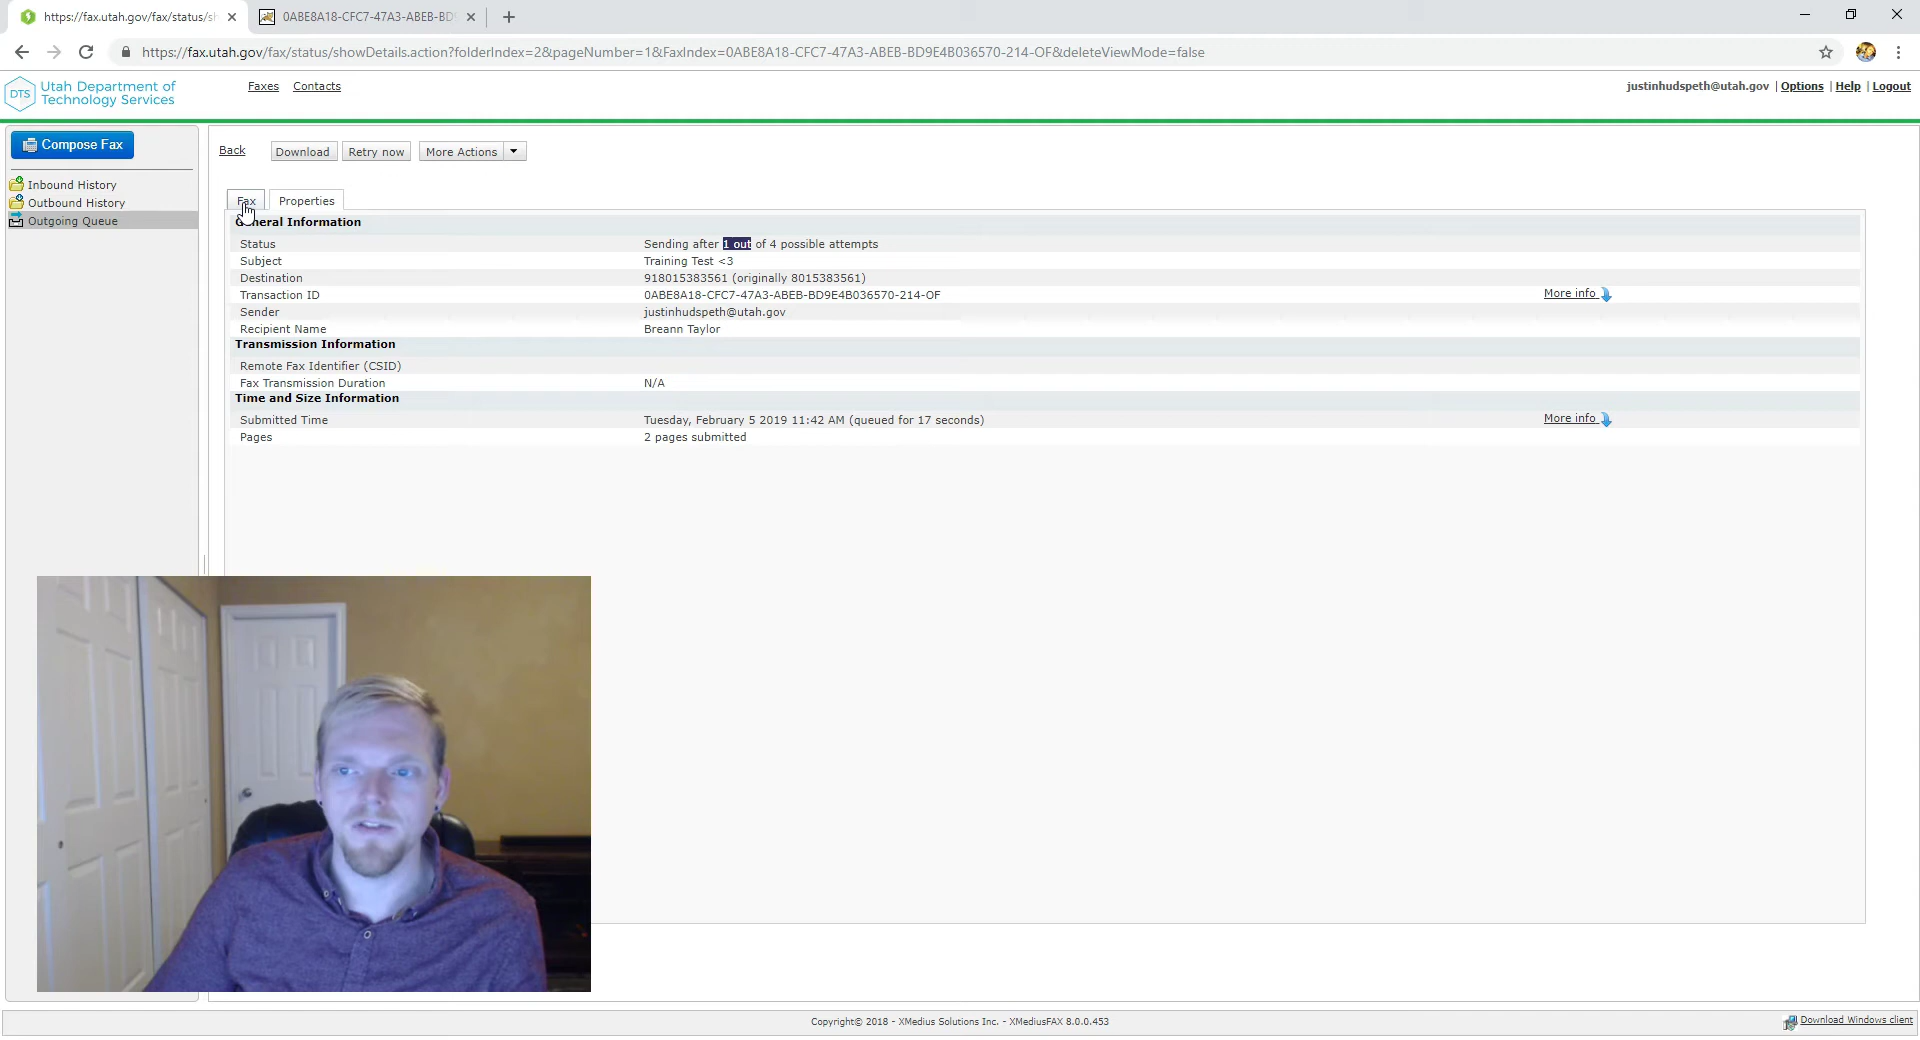 https://fax.utah.gov/fax/status/sh
0ABE8A18-CFC7-47A3-ABEB-BD9
https://fax.utah.gov/fax/status/showDetails.action?folderIndex=2&pageNumber=1&FaxIndex=0ABE8A18-CFC7-47A3-ABEB-BD9E4B036570-214-OF&deleteViewMode=false
DTS
Utah Department of
Technology Services
Faxes Contacts
justinhudspeth@utah.gov | Options | Help | Logout
Compose Fax
Inbound History
Outbound History
Outgoing Queue
Back Download Retry now More Actions
Fax Properties
General Information
Status Sending after 1 out of 4 possible attempts
Subject Training Test <3
Destination 918015383561 (originally 8015383561)
Transaction ID 0ABE8A18-CFC7-47A3-ABEB-BD9E4B036570-214-OF More info
Sender justinhudspeth@utah.gov
Recipient Name Breann Taylor
Transmission Information
Remote Fax Identifier (CSID)
Fax Transmission Duration N/A
Time and Size Information
Submitted Time Tuesday, February 5 2019 11:42 AM (queued for 17 seconds) More info
Pages 2 pages submitted
Copyright© 2018 - XMedius Solutions Inc. - XMediusFAX 8.0.0.453
Download Windows client